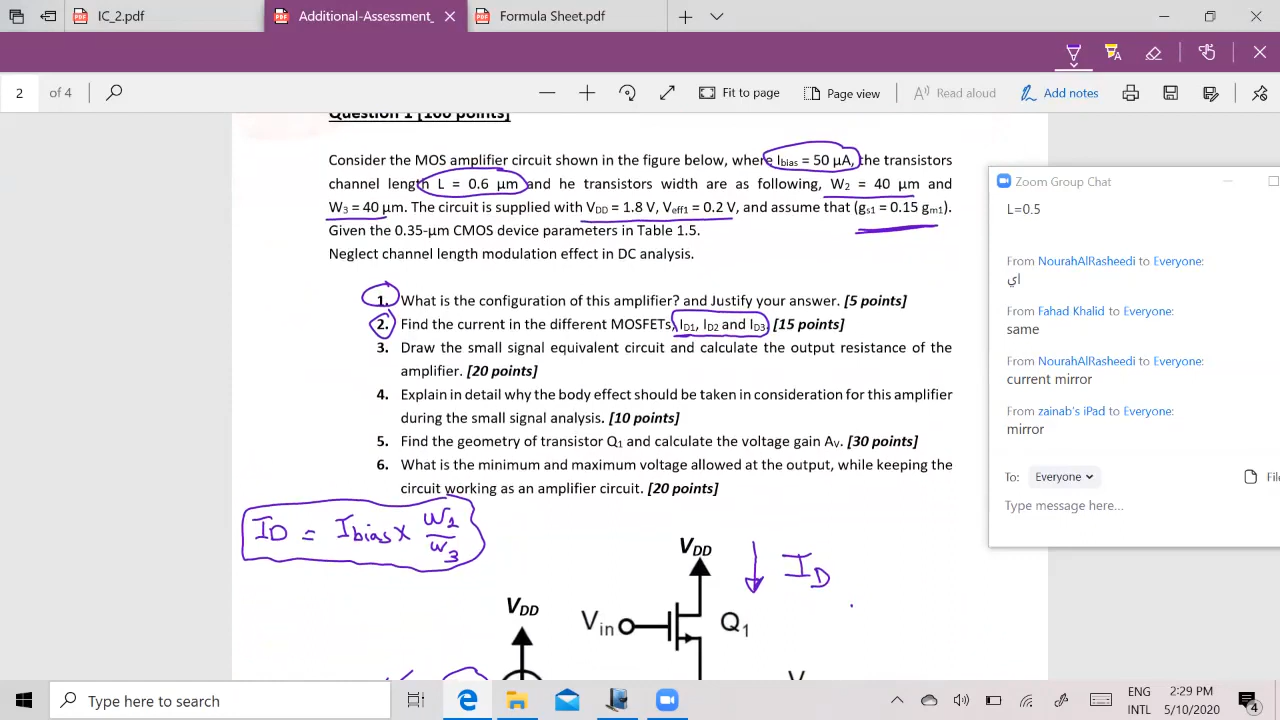 IC_2.pdf
Additional-Assessment_
Formula Sheet.pdf
2 of 4
Fit to page
Page view
Read aloud
Add notes
Question 1 [100 points]
Consider the MOS amplifier circuit shown in the figure below, where Ibias = 50 µA, the transistors
channel length L = 0.6 µm and he transistors width are as following, W2 = 40 µm and
W3 = 40 µm. The circuit is supplied with VDD = 1.8 V, Veff1 = 0.2 V, and assume that (gs1 = 0.15 gm1).
Given the 0.35-µm CMOS device parameters in Table 1.5.
Neglect channel length modulation effect in DC analysis.
1. What is the configuration of this amplifier? and Justify your answer. [5 points]
2. Find the current in the different MOSFETs, ID1, ID2 and ID3. [15 points]
3. Draw the small signal equivalent circuit and calculate the output resistance of the
amplifier. [20 points]
4. Explain in detail why the body effect should be taken in consideration for this amplifier
during the small signal analysis. [10 points]
5. Find the geometry of transistor Q1 and calculate the voltage gain AV. [30 points]
6. What is the minimum and maximum voltage allowed at the output, while keeping the
circuit working as an amplifier circuit. [20 points]
ID = Ibias x W2/W3
VDD
ID
VDD
Vin
Q1
V
Zoom Group Chat
L=0.5
From NourahAlRasheedi to Everyone:
اي
From Fahad Khalid to Everyone:
same
From NourahAlRasheedi to Everyone:
current mirror
From zainab's iPad to Everyone:
mirror
To: Everyone
File
Type message here...
Type here to search
ENG
INTL
2:29 PM
5/10/2020
4